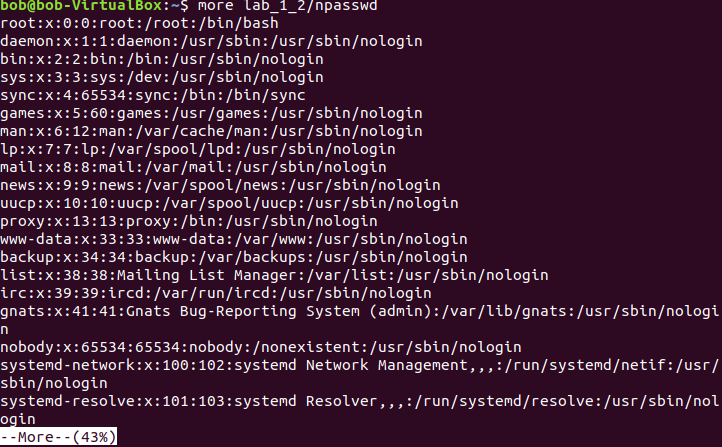 bob@bob-VirtualBox:~$ more lab_1_2/npasswd
root:x:0:0:root:/root:/bin/bash
daemon:x:1:1:daemon:/usr/sbin:/usr/sbin/nologin
bin:x:2:2:bin:/bin:/usr/sbin/nologin
sys:x:3:3:sys:/dev:/usr/sbin/nologin
sync:x:4:65534:sync:/bin:/bin/sync
games:x:5:60:games:/usr/games:/usr/sbin/nologin
man:x:6:12:man:/var/cache/man:/usr/sbin/nologin
lp:x:7:7:lp:/var/spool/lpd:/usr/sbin/nologin
mail:x:8:8:mail:/var/mail:/usr/sbin/nologin
news:x:9:9:news:/var/spool/news:/usr/sbin/nologin
uucp:x:10:10:uucp:/var/spool/uucp:/usr/sbin/nologin
proxy:x:13:13:proxy:/bin:/usr/sbin/nologin
www-data:x:33:33:www-data:/var/www:/usr/sbin/nologin
backup:x:34:34:backup:/var/backups:/usr/sbin/nologin
list:x:38:38:Mailing List Manager:/var/list:/usr/sbin/nologin
irc:x:39:39:ircd:/var/run/ircd:/usr/sbin/nologin
gnats:x:41:41:Gnats Bug-Reporting System (admin):/var/lib/gnats:/usr/sbin/nologi
n
nobody:x:65534:65534:nobody:/nonexistent:/usr/sbin/nologin
systemd-network:x:100:102:systemd Network Management,,,:/run/systemd/netif:/usr/
sbin/nologin
systemd-resolve:x:101:103:systemd Resolver,,,:/run/systemd/resolve:/usr/sbin/nol
ogin
--More--(43%)